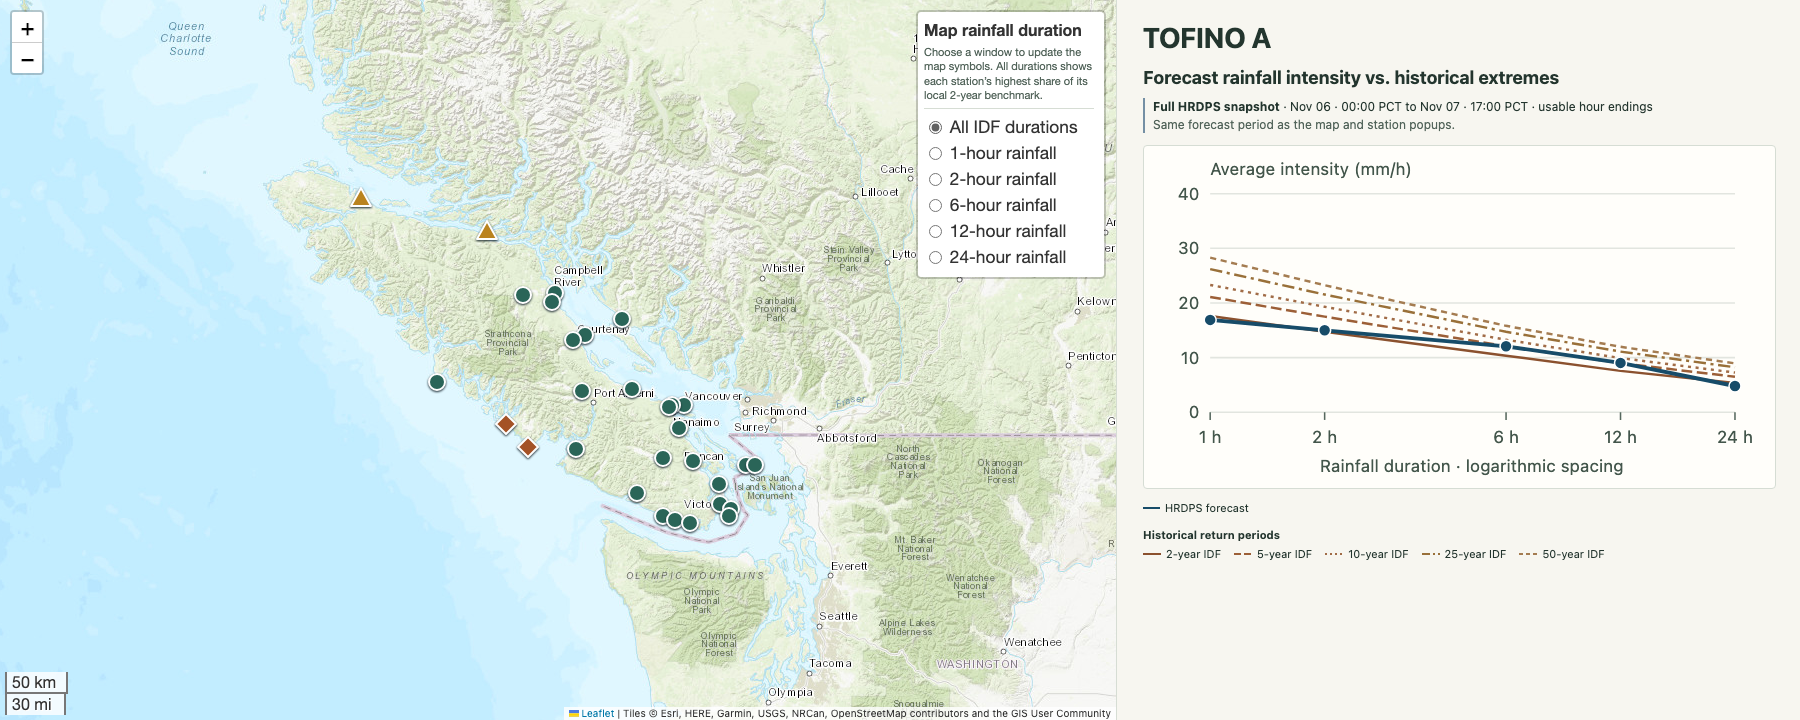 +
−
Queen
Charlotte
Sound
Map rainfall duration
Choose a window to update the
map symbols. All durations shows
each station's highest share of its
local 2-year benchmark.
All IDF durations
1-hour rainfall
2-hour rainfall
6-hour rainfall
12-hour rainfall
24-hour rainfall
Cache
Lillooet
Stein Valley
Provincial
Park
Lytto
Campbell
River
Whistler
Garibaldi
Provincial
Park
Kelown
Strathcona
Provincial
Park
Penticton
Vancouver
Richmond
Fraser
Surrey
Abbotsford
North
Cascades
National
Park
Okanogan
National
Forest
San Juan
Islands National
Monument
Mt. Baker
National
Forest
OLYMPIC MOUNTAINS
Everett
Wenatchee
National
Forest
Olympic
National
Park
Seattle
Alpine Lakes
Wilderness
Olympic
National
Forest
Wenatchee
Tacoma
WASHINGTON
Olympia
Snoqualmie
50 km
30 mi
Leaflet | Tiles © Esri, HERE, Garmin, USGS, NRCan, OpenStreetMap contributors and the GIS User Community
TOFINO A
Forecast rainfall intensity vs. historical extremes
Full HRDPS snapshot · Nov 06 · 00:00 PCT to Nov 07 · 17:00 PCT · usable hour endings
Same forecast period as the map and station popups.
Average intensity (mm/h)
40
30
20
10
0
1 h
2 h
6 h
12 h
24 h
Rainfall duration · logarithmic spacing
HRDPS forecast
Historical return periods
2-year IDF
5-year IDF
10-year IDF
25-year IDF
50-year IDF